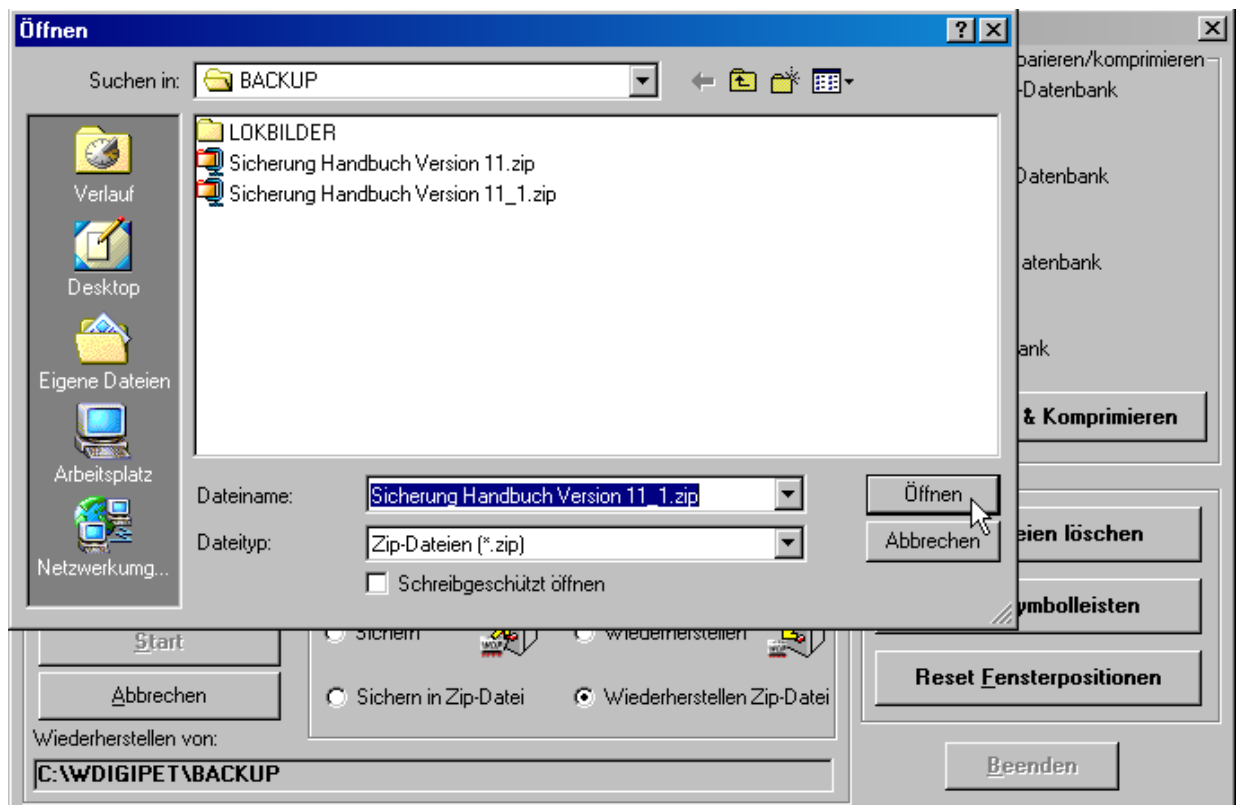 Öffnen
Suchen in: BACKUP
LOKBILDER
Sicherung Handbuch Version 11.zip
Sicherung Handbuch Version 11_1.zip
Verlauf
Desktop
Eigene Dateien
Arbeitsplatz
Netzwerkumg...
Dateiname: Sicherung Handbuch Version 11_1.zip Öffnen
Dateityp: Zip-Dateien (*.zip) Abbrechen
Schreibgeschützt öffnen
parieren/komprimieren
-Datenbank
Datenbank
atenbank
ank
& Komprimieren
eien löschen
ymbolleisten
Reset Fensterpositionen
Beenden
Start
Abbrechen
Sichern Wiederherstellen
Sichern in Zip-Datei Wiederherstellen Zip-Datei
Wiederherstellen von:
C:\WDIGIPET\BACKUP